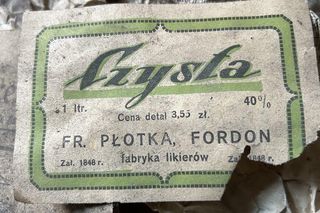 Czysta
a 1 ltr. 40%
Cena detal 3,55 zł.
FR. PŁOTKA, FORDON
Zał. 1848 r. fabryka likierów Zał. 1848 r.